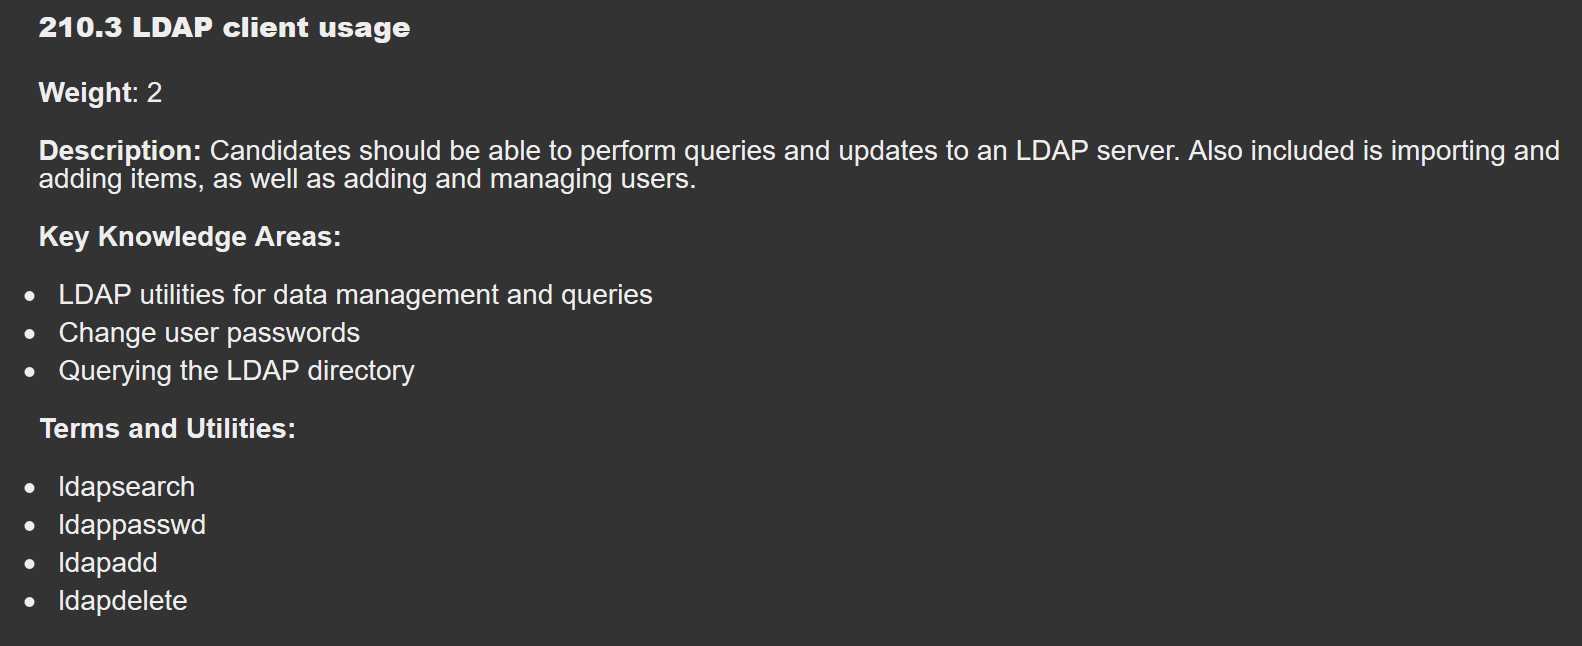 210.3 LDAP client usage
Weight: 2
Description: Candidates should be able to perform queries and updates to an LDAP server. Also included is importing and
adding items, as well as adding and managing users.
Key Knowledge Areas:
LDAP utilities for data management and queries
Change user passwords
Querying the LDAP directory
Terms and Utilities:
ldapsearch
ldappasswd
ldapadd
ldapdelete